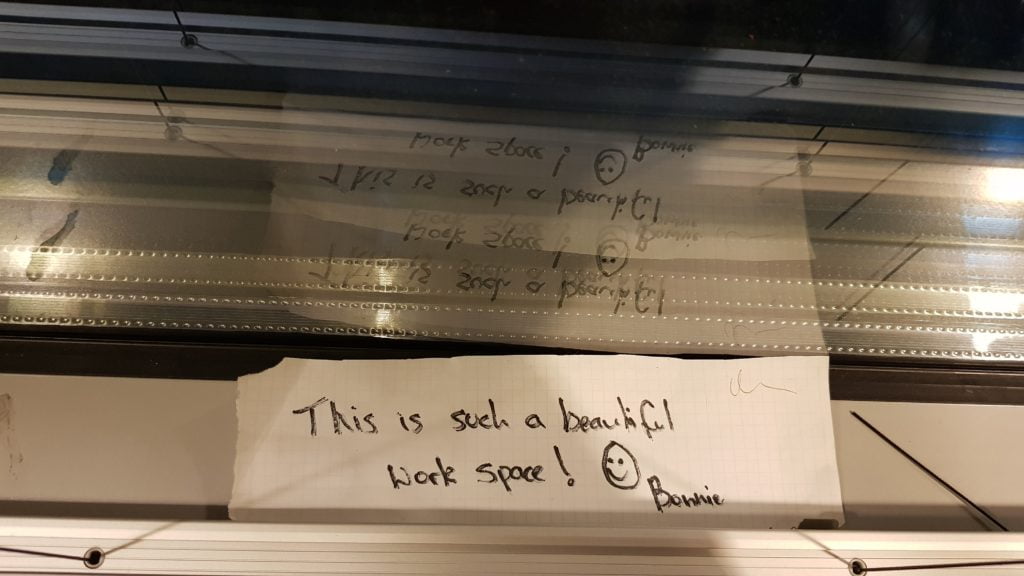 This is such a beautiful
work space!
Bonnie